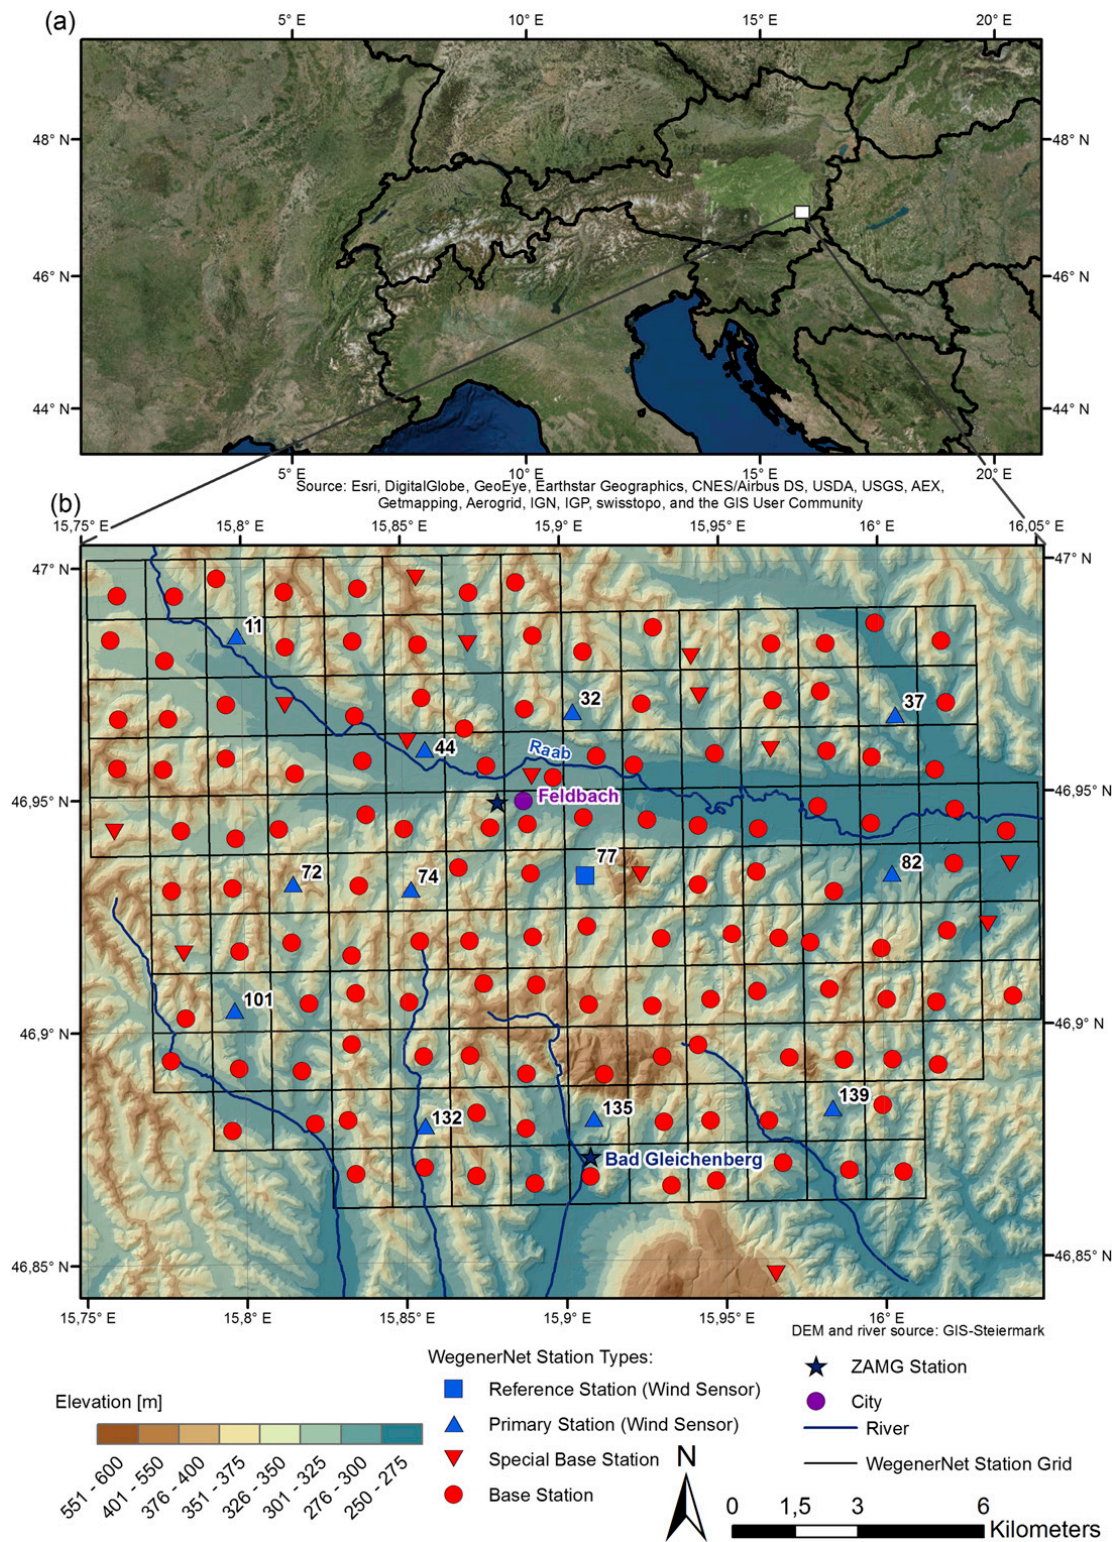 (a)
5° E 10° E 15° E 20° E
48° N 48° N
46° N 46° N
44° N 44° N
5° E 10° E 15° E 20° E
Source: Esri, DigitalGlobe, GeoEye, Earthstar Geographics, CNES/Airbus DS, USDA, USGS, AEX,
Getmapping, Aerogrid, IGN, IGP, swisstopo, and the GIS User Community
(b)
15,75° E 15,8° E 15,85° E 15,9° E 15,95° E 16° E 16,05° E
47° N 47° N
11
32
37
44
Raab
46,95° N 46,95° N
Feldbach
72
74
77
82
101
46,9° N 46,9° N
132
135
139
Bad Gleichenberg
46,85° N 46,85° N
15,75° E 15,8° E 15,85° E 15,9° E 15,95° E 16° E
DEM and river source: GIS-Steiermark
WegenerNet Station Types:
Reference Station (Wind Sensor)
Primary Station (Wind Sensor)
Special Base Station
Base Station
ZAMG Station
City
River
WegenerNet Station Grid
Elevation [m]
551 - 600
401 - 550
376 - 400
351 - 375
326 - 350
301 - 325
276 - 300
250 - 275
N
0 1,5 3 6
Kilometers